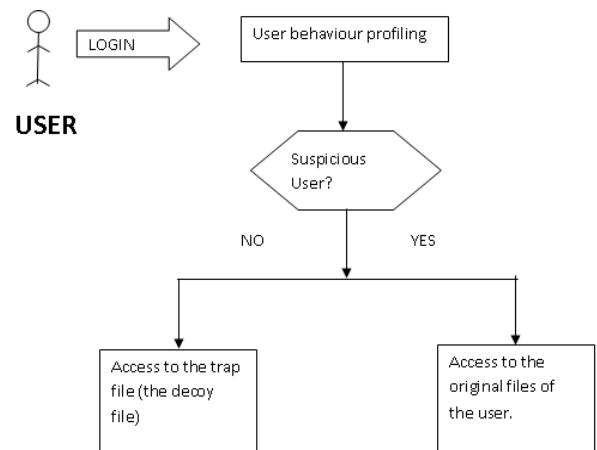 LOGIN
USER
User behaviour profiling
Suspicious
User?
NO
YES
Access to the trap
file (the decoy
file)
Access to the
original files of
the user.